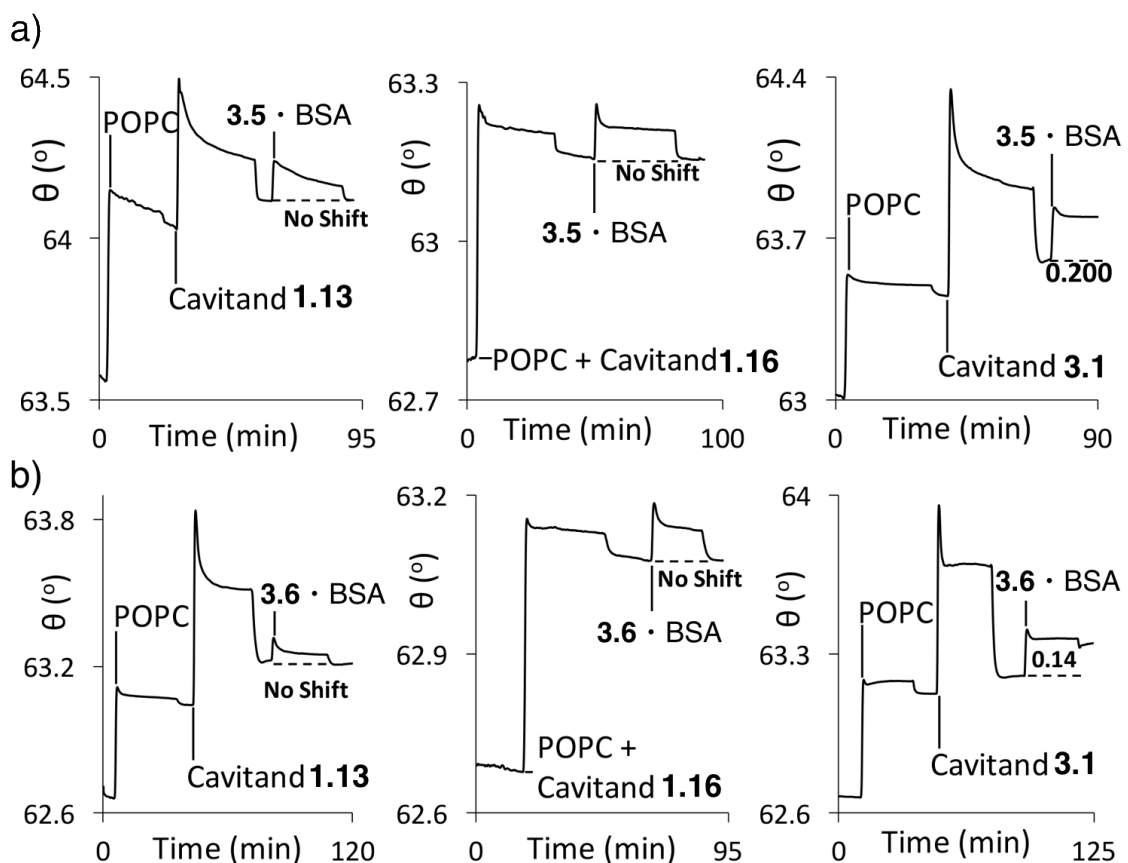 a)
64.5
64
63.5
θ (º)
POPC
3.5 · BSA
No Shift
Cavitand 1.13
0
Time (min)
95
63.3
63
62.7
θ (º)
No Shift
3.5 · BSA
POPC + Cavitand 1.16
0
Time (min)
100
64.4
63.7
63
θ (º)
POPC
3.5 · BSA
0.200
Cavitand 3.1
0
Time (min)
90
b)
63.8
63.2
62.6
θ (º)
POPC
3.6 · BSA
No Shift
Cavitand 1.13
0
Time (min)
120
63.2
62.9
62.6
θ (º)
No Shift
3.6 · BSA
POPC +
Cavitand 1.16
0
Time (min)
95
64
63.3
62.6
θ (º)
POPC
3.6 · BSA
0.14
Cavitand 3.1
0
Time (min)
125